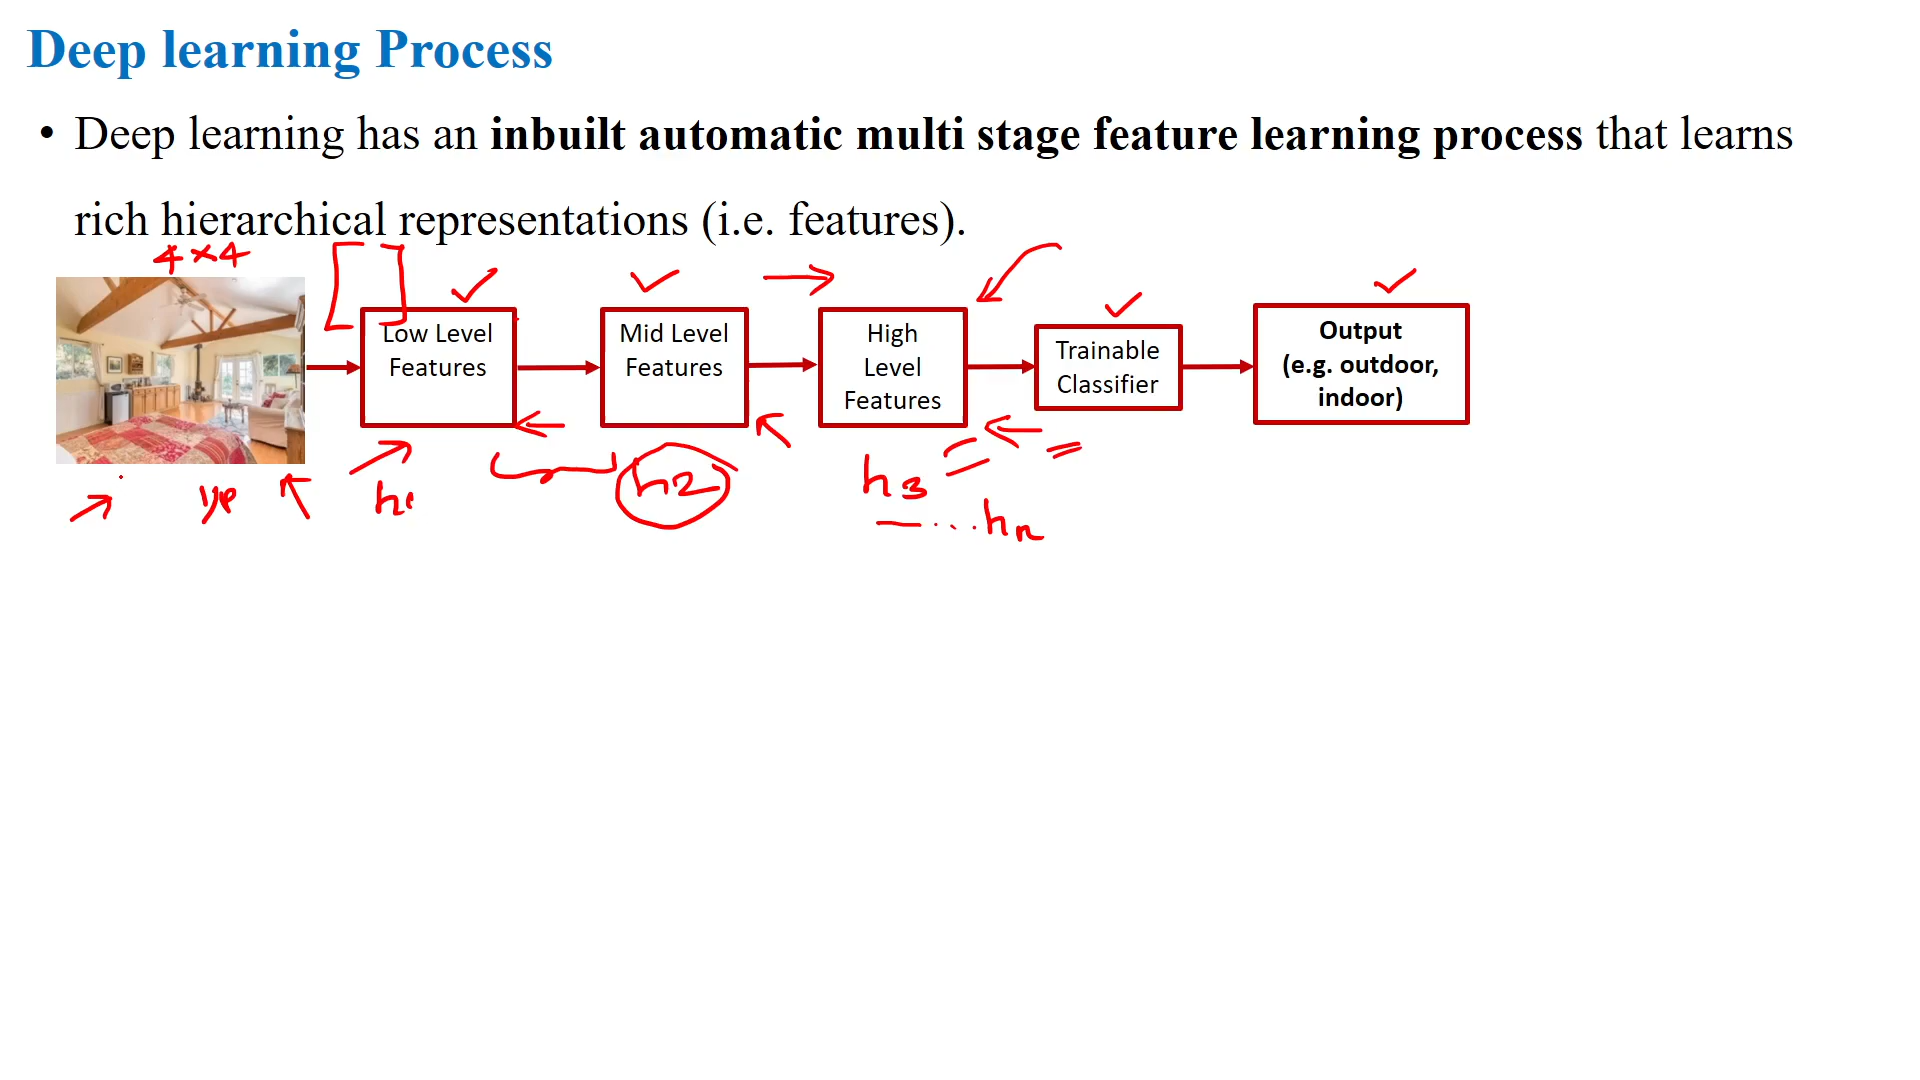 Deep learning Process
• Deep learning has an inbuilt automatic multi stage feature learning process that learns
rich hierarchical representations (i.e. features).
4×4
Low Level
Features
Mid Level
Features
High
Level
Features
Trainable
Classifier
Output
(e.g. outdoor,
indoor)
h2
h3
...hn